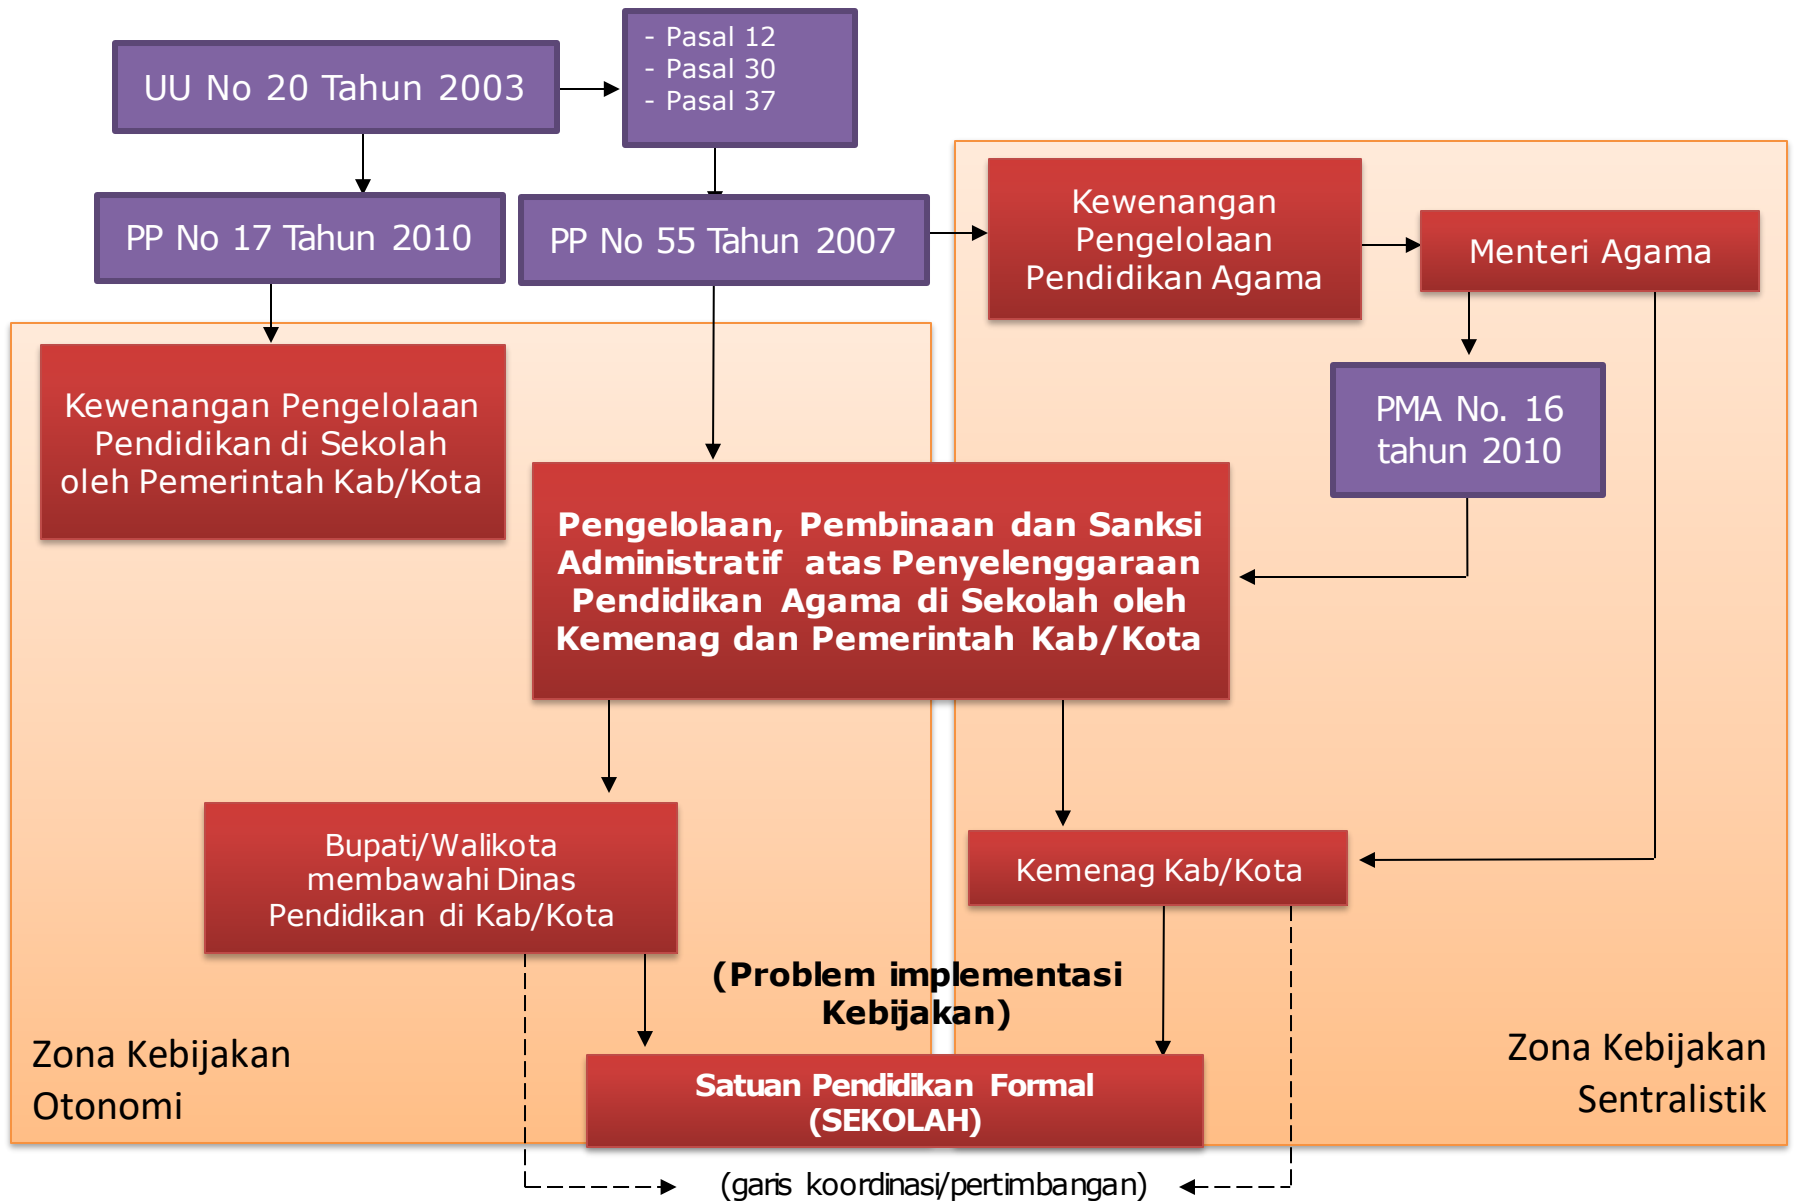 UU No 20 Tahun 2003
- Pasal 12
- Pasal 30
- Pasal 37
PP No 17 Tahun 2010
PP No 55 Tahun 2007
Kewenangan
Pengelolaan
Pendidikan Agama
Menteri Agama
Kewenangan Pengelolaan
Pendidikan di Sekolah
oleh Pemerintah Kab/Kota
PMA No. 16
tahun 2010
Pengelolaan, Pembinaan dan Sanksi
Administratif atas Penyelenggaraan
Pendidikan Agama di Sekolah oleh
Kemenag dan Pemerintah Kab/Kota
Bupati/Walikota
membawahi Dinas
Pendidikan di Kab/Kota
Kemenag Kab/Kota
(Problem implementasi
Kebijakan)
Zona Kebijakan
Otonomi
Satuan Pendidikan Formal
(SEKOLAH)
Zona Kebijakan
Sentralistik
(garis koordinasi/pertimbangan)